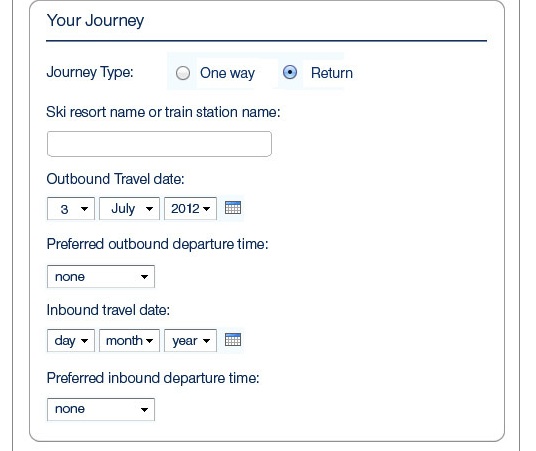 Your Journey
Journey Type: One way Return
Ski resort name or train station name:
Outbound Travel date:
3 July 2012
Preferred outbound departure time:
none
Inbound travel date:
day month year
Preferred inbound departure time:
none